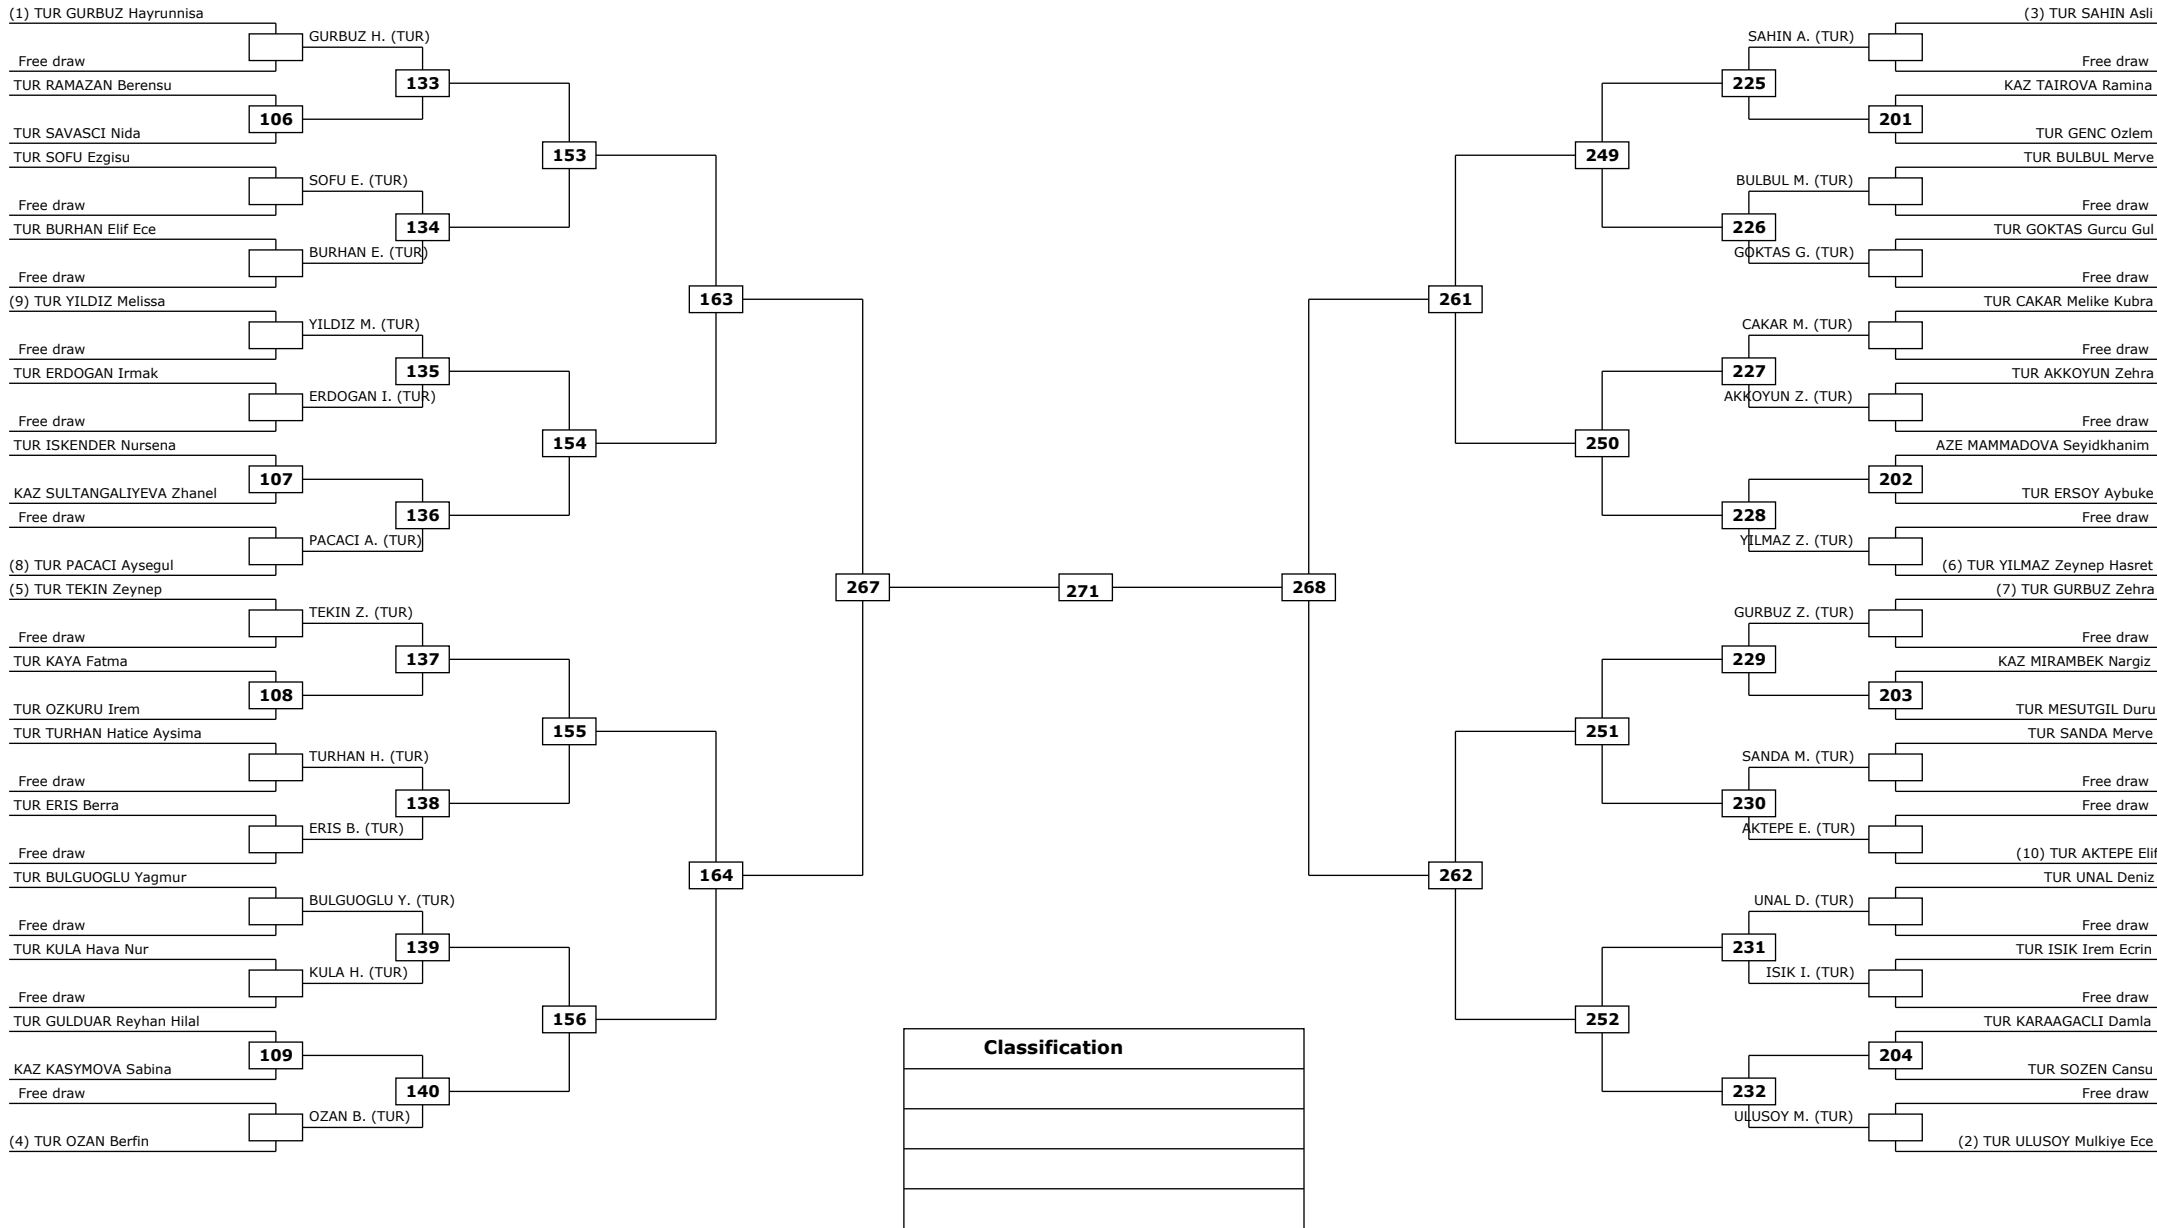 (1) TUR GURBUZ Hayrunnisa
GURBUZ H. (TUR)
Free draw
133
TUR RAMAZAN Berensu
106
TUR SAVASCI Nida
153
TUR SOFU Ezgisu
SOFU E. (TUR)
Free draw
134
TUR BURHAN Elif Ece
BURHAN E. (TUR)
Free draw
163
(9) TUR YILDIZ Melissa
YILDIZ M. (TUR)
Free draw
135
TUR ERDOGAN Irmak
ERDOGAN I. (TUR)
Free draw
154
TUR ISKENDER Nursena
107
KAZ SULTANGALIYEVA Zhanel
136
Free draw
PACACI A. (TUR)
(8) TUR PACACI Aysegul
267
(5) TUR TEKIN Zeynep
TEKIN Z. (TUR)
Free draw
137
TUR KAYA Fatma
108
TUR OZKURU Irem
155
TUR TURHAN Hatice Aysima
TURHAN H. (TUR)
Free draw
138
TUR ERIS Berra
ERIS B. (TUR)
Free draw
164
TUR BULGUOGLU Yagmur
BULGUOGLU Y. (TUR)
Free draw
139
TUR KULA Hava Nur
KULA H. (TUR)
Free draw
156
TUR GULDUAR Reyhan Hilal
109
KAZ KASYMOVA Sabina
140
Free draw
OZAN B. (TUR)
(4) TUR OZAN Berfin
271
(3) TUR SAHIN Asli
SAHIN A. (TUR)
Free draw
225
KAZ TAIROVA Ramina
201
TUR GENC Ozlem
249
TUR BULBUL Merve
BULBUL M. (TUR)
Free draw
226
TUR GOKTAS Gurcu Gul
GOKTAS G. (TUR)
Free draw
261
TUR CAKAR Melike Kubra
CAKAR M. (TUR)
Free draw
227
TUR AKKOYUN Zehra
AKKOYUN Z. (TUR)
Free draw
250
AZE MAMMADOVA Seyidkhanim
202
TUR ERSOY Aybuke
228
Free draw
YILMAZ Z. (TUR)
(6) TUR YILMAZ Zeynep Hasret
268
(7) TUR GURBUZ Zehra
GURBUZ Z. (TUR)
Free draw
229
KAZ MIRAMBEK Nargiz
203
TUR MESUTGIL Duru
251
TUR SANDA Merve
SANDA M. (TUR)
Free draw
230
Free draw
AKTEPE E. (TUR)
(10) TUR AKTEPE Elif
262
TUR UNAL Deniz
UNAL D. (TUR)
Free draw
231
TUR ISIK Irem Ecrin
ISIK I. (TUR)
Free draw
252
TUR KARAAGACLI Damla
204
TUR SOZEN Cansu
232
Free draw
ULUSOY M. (TUR)
(2) TUR ULUSOY Mulkiye Ece
Classification